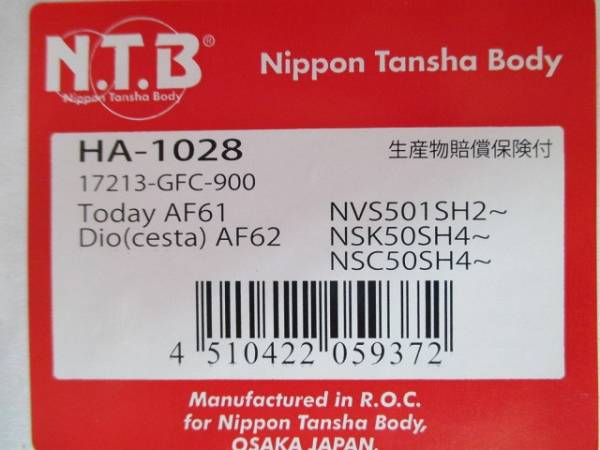 N.T.B®
Nippon Tansha Body
Nippon Tansha Body
HA-1028 生産物賠償保険付
17213-GFC-900
Today AF61 NVS501SH2~
Dio(cesta) AF62 NSK50SH4~
NSC50SH4~
4 510422 059372
Manufactured in R.O.C.
for Nippon Tansha Body,
OSAKA JAPAN.